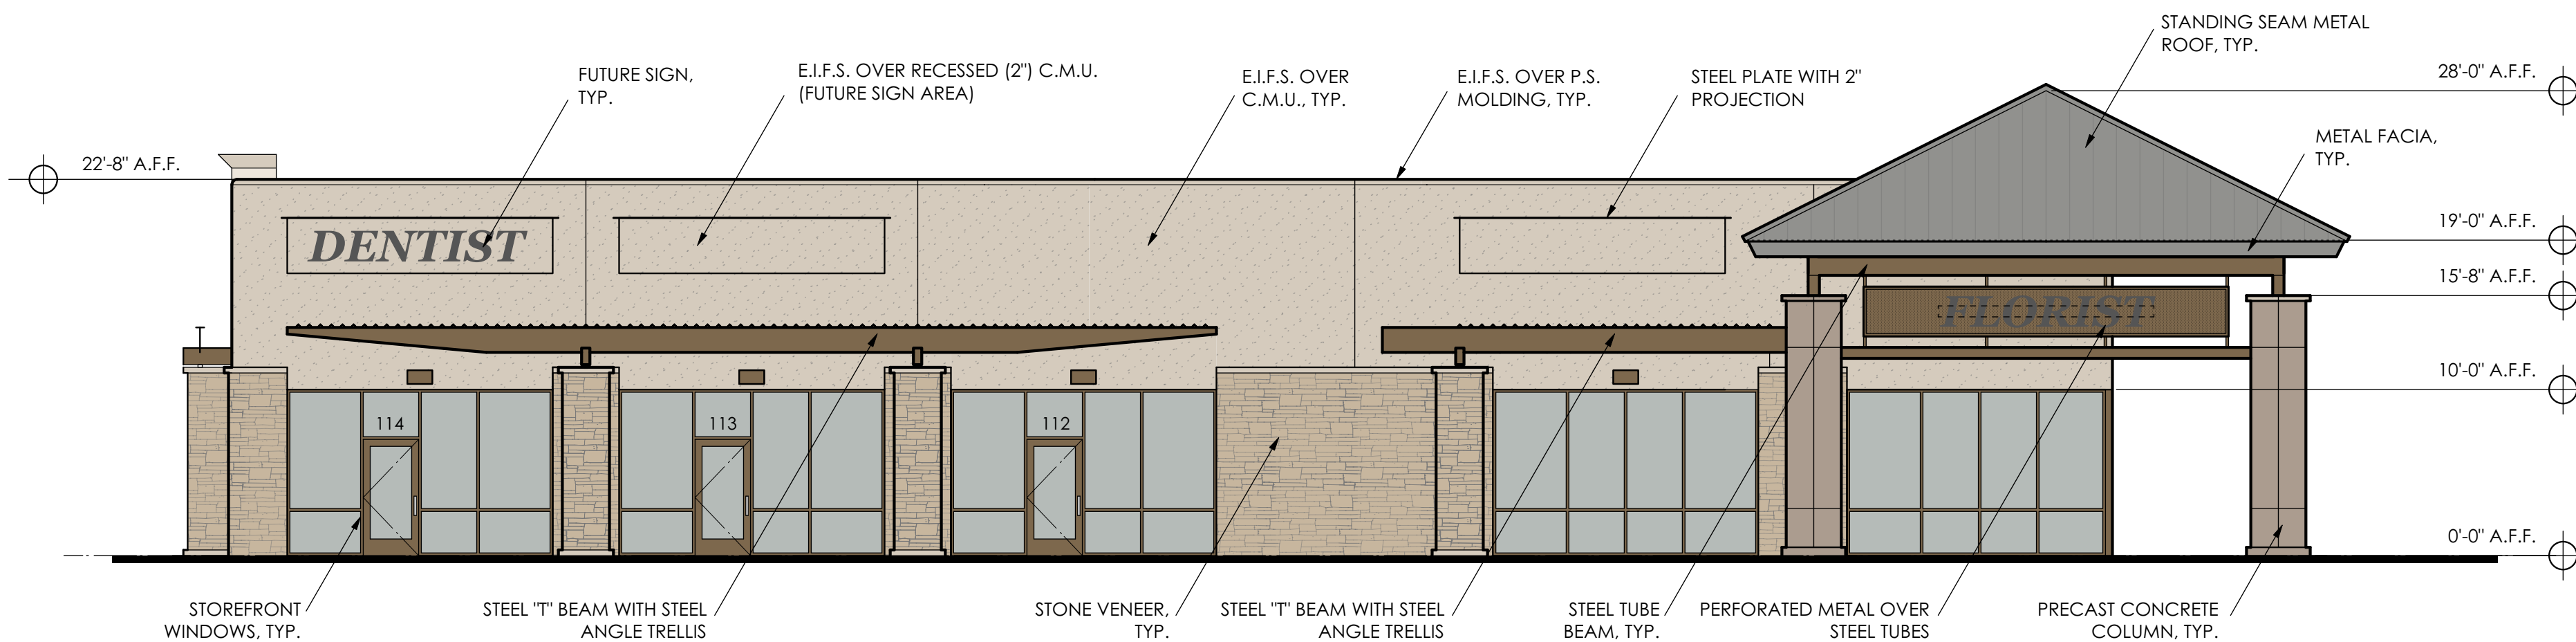 STANDING SEAM METAL
ROOF, TYP.
FUTURE SIGN,
TYP.
E.I.F.S. OVER RECESSED (2") C.M.U.
(FUTURE SIGN AREA)
E.I.F.S. OVER
C.M.U., TYP.
E.I.F.S. OVER P.S.
MOLDING, TYP.
STEEL PLATE WITH 2"
PROJECTION
28'-0" A.F.F.
METAL FACIA,
TYP.
22'-8" A.F.F.
19'-0" A.F.F.
DENTIST
15'-8" A.F.F.
FLORIST
10'-0" A.F.F.
114
113
112
0'-0" A.F.F.
STOREFRONT
WINDOWS, TYP.
STEEL "T" BEAM WITH STEEL
ANGLE TRELLIS
STONE VENEER,
TYP.
STEEL "T" BEAM WITH STEEL
ANGLE TRELLIS
STEEL TUBE
BEAM, TYP.
PERFORATED METAL OVER
STEEL TUBES
PRECAST CONCRETE
COLUMN, TYP.